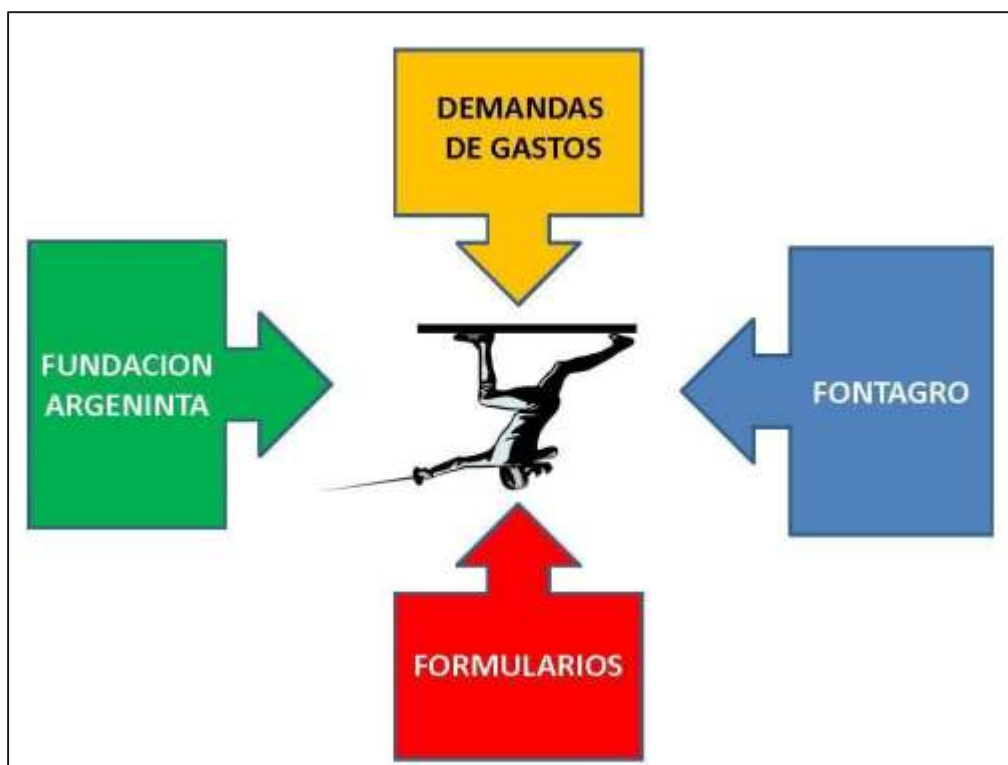 DEMANDAS
DE GASTOS
FUNDACION
ARGENINTA
FONTAGRO
FORMULARIOS